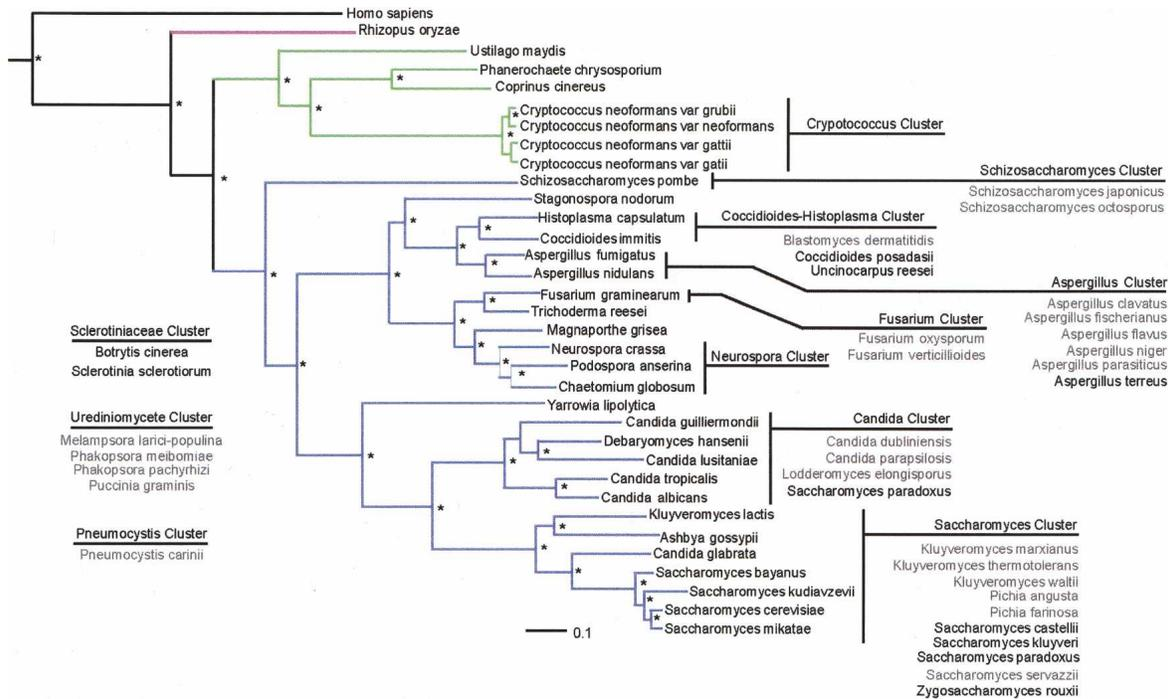 Homo sapiens
Rhizopus oryzae
Ustilago maydis
Phanerochaete chrysosporium
Coprinus cinereus
Cryptococcus neoformans var grubii
Cryptococcus neoformans var neoformans
Cryptococcus neoformans var gattii
Cryptococcus neoformans var gatii
Crypotococcus Cluster
Schizosaccharomyces pombe
Schizosaccharomyces Cluster
Schizosaccharomyces japonicus
Schizosaccharomyces octosporus
Stagonospora nodorum
Histoplasma capsulatum
Coccidioides immitis
Coccidioides-Histoplasma Cluster
Blastomyces dermatitidis
Coccidioides posadasii
Uncinocarpus reesei
Aspergillus fumigatus
Aspergillus nidulans
Aspergillus Cluster
Aspergillus clavatus
Aspergillus fischerianus
Aspergillus flavus
Aspergillus niger
Aspergillus parasiticus
Aspergillus terreus
Fusarium graminearum
Trichoderma reesei
Fusarium Cluster
Fusarium oxysporum
Fusarium verticillioides
Magnaporthe grisea
Neurospora crassa
Podospora anserina
Chaetomium globosum
Neurospora Cluster
Sclerotiniaceae Cluster
Botrytis cinerea
Sclerotinia sclerotiorum
Urediniomycete Cluster
Melampsora larici-populina
Phakopsora meibomiae
Phakopsora pachyrhizi
Puccinia graminis
Pneumocystis Cluster
Pneumocystis carinii
Yarrowia lipolytica
Candida guilliermondii
Debaryomyces hansenii
Candida lusitaniae
Candida tropicalis
Candida albicans
Candida Cluster
Candida dubliniensis
Candida parapsilosis
Lodderomyces elongisporus
Saccharomyces paradoxus
Kluyveromyces lactis
Ashbya gossypii
Candida glabrata
Saccharomyces bayanus
Saccharomyces kudiavzevii
Saccharomyces cerevisiae
Saccharomyces mikatae
Saccharomyces Cluster
Kluyveromyces marxianus
Kluyveromyces thermotolerans
Kluyveromyces waltii
Pichia angusta
Pichia farinosa
Saccharomyces castellii
Saccharomyces kluyveri
Saccharomyces paradoxus
Saccharomyces servazzii
Zygosaccharomyces rouxii
0.1